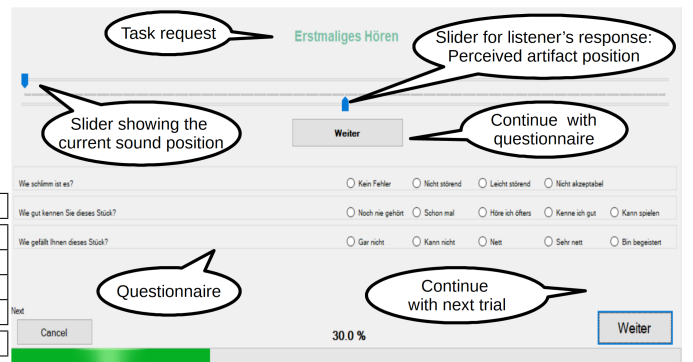 Task request
Erstmaliges Hören
Slider for listener's response:
Perceived artifact position
Slider showing the
current sound position
Weiter
Continue with
questionnaire
Wie schlimm ist es?
Kein Fehler
Nicht störend
Leicht störend
Nicht akzeptabel
Wie gut kennen Sie dieses Stück?
Noch nie gehört
Schon mal
Höre ich öfters
Kenne ich gut
Kann spielen
Wie gefällt Ihnen dieses Stück?
Gar nicht
Kann nicht
Nett
Sehr nett
Bin begeistert
Questionnaire
Continue
with next trial
Next
Cancel
30.0 %
Weiter